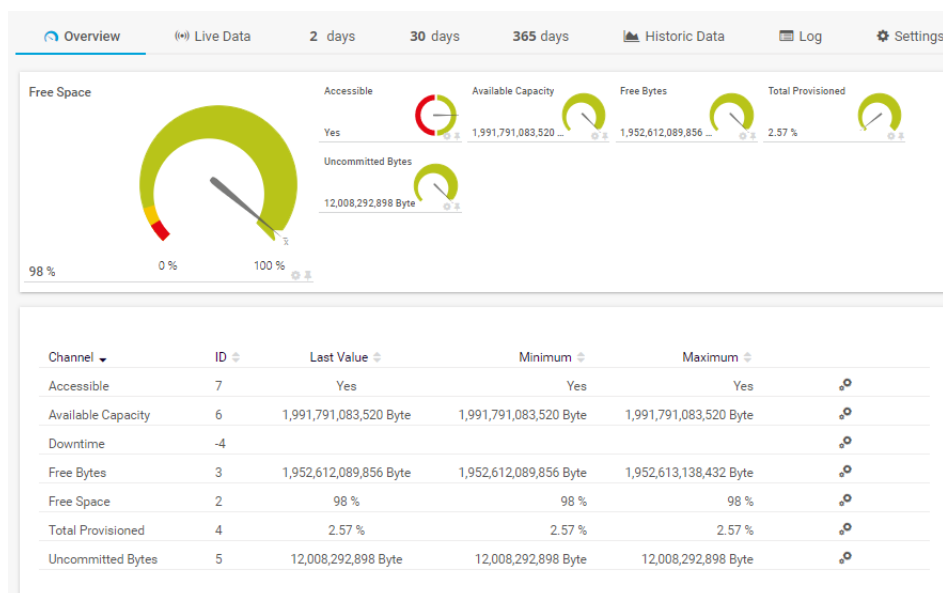 Overview Live Data 2 days 30 days 365 days Historic Data Log Settings
Free Space
Accessible
Yes
Available Capacity
1,991,791,083,520 ...
Free Bytes
1,952,612,089,856 ...
Total Provisioned
2.57 %
Uncommitted Bytes
12,008,292,898 Byte
x̄
0 % 100 %
98 %
Channel ID Last Value Minimum Maximum
Accessible 7 Yes Yes Yes
Available Capacity 6 1,991,791,083,520 Byte 1,991,791,083,520 Byte 1,991,791,083,520 Byte
Downtime -4
Free Bytes 3 1,952,612,089,856 Byte 1,952,612,089,856 Byte 1,952,613,138,432 Byte
Free Space 2 98 % 98 % 98 %
Total Provisioned 4 2.57 % 2.57 % 2.57 %
Uncommitted Bytes 5 12,008,292,898 Byte 12,008,292,898 Byte 12,008,292,898 Byte